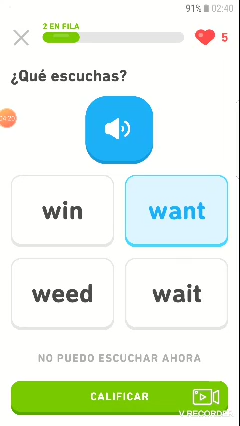 91% 02:40
2 EN FILA
5
¿Qué escuchas?
win
want
weed
wait
NO PUEDO ESCUCHAR AHORA
CALIFICAR
V RECORDER